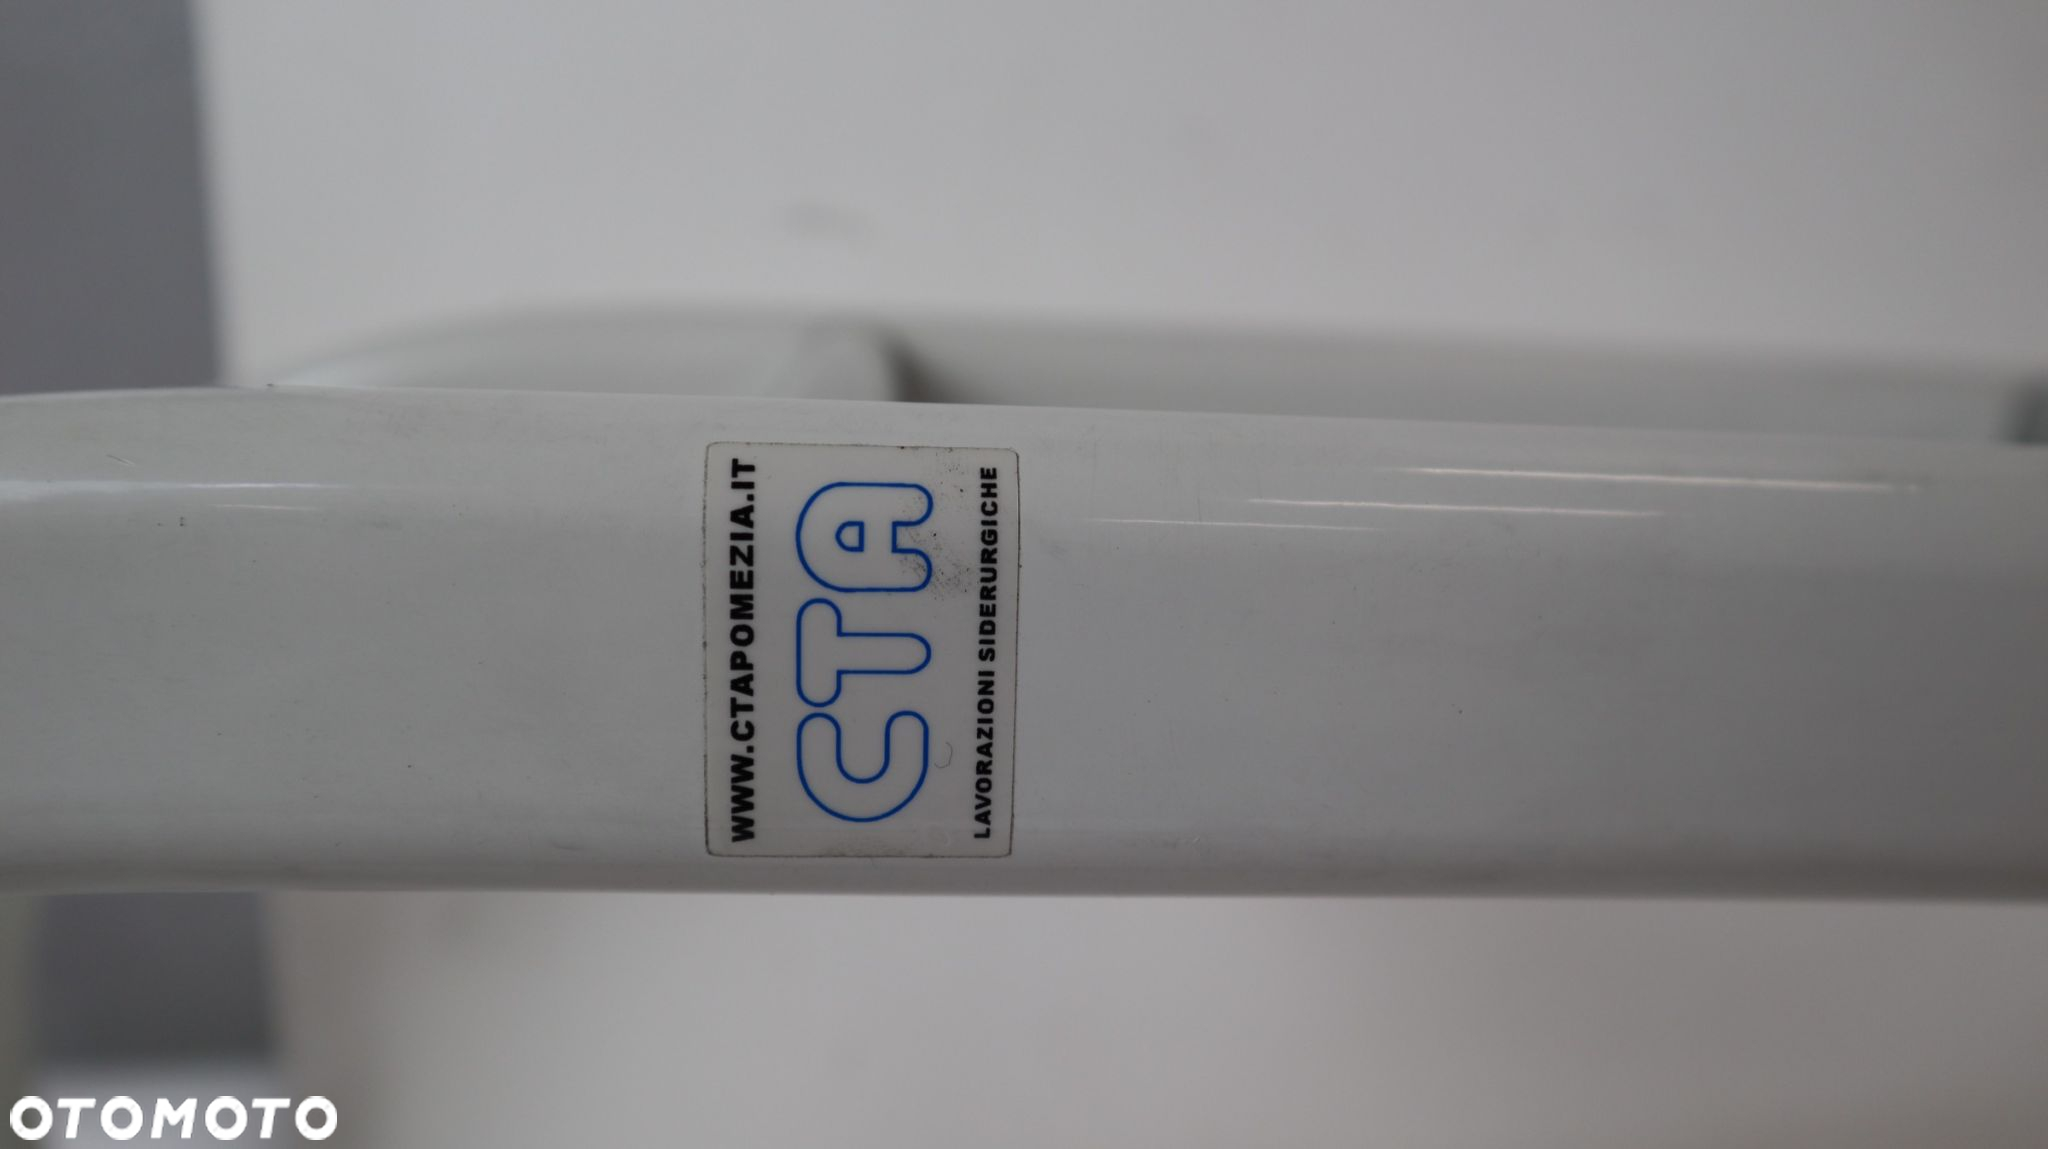 WWW.CTAPOMEZIA.IT
CTA
LAVORAZIONI SIDERURGICHE
OTOMOTO